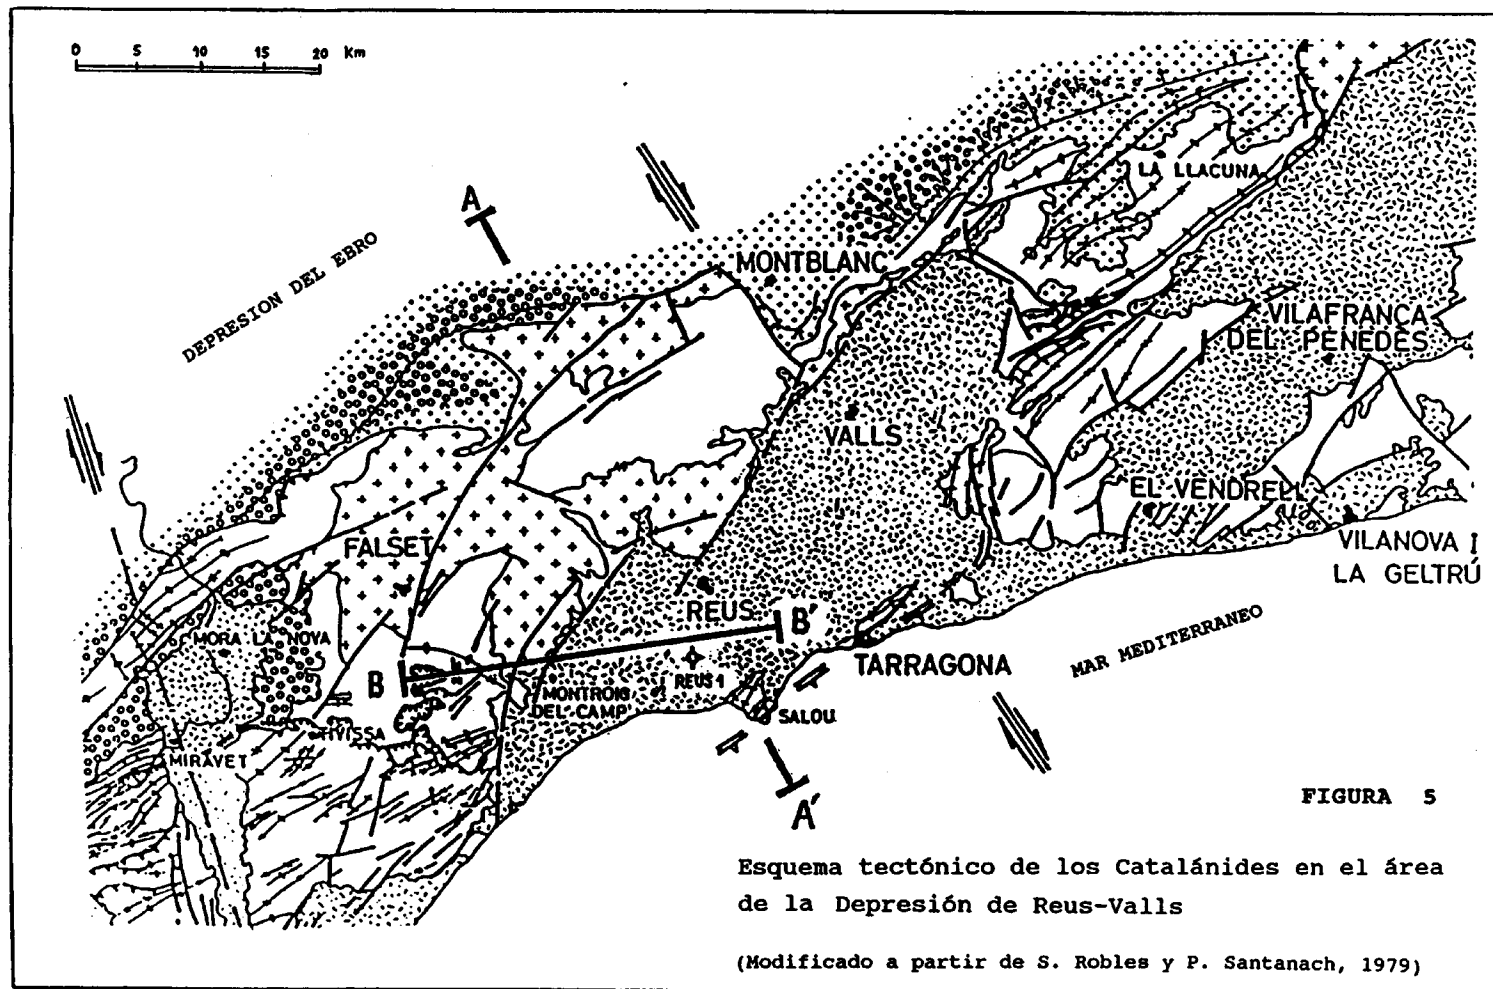 0 5 10 15 20 Km
A
DEPRESION DEL EBRO
MONTBLANC
LA LLACUNA
VILAFRANCA
DEL PENEDES
VALLS
EL VENDRELL
VILANOVA I
LA GELTRÚ
FALSET
REUS
B'
MORA LA NOVA
B
REUS 1
TARRAGONA
MAR MEDITERRANEO
MONTROIG
DEL CAMP
SALOU
TIVISSA
MIRAVET
A'
FIGURA 5
Esquema tectónico de los Catalánides en el área
de la Depresión de Reus-Valls
(Modificado a partir de S. Robles y P. Santanach, 1979)